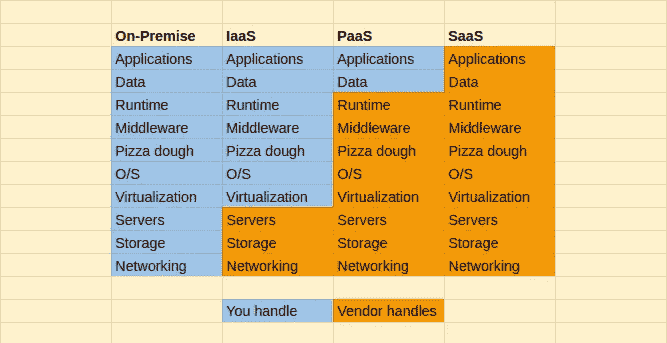 On-Premise IaaS PaaS SaaS
Applications Applications Applications Applications
Data Data Data Data
Runtime Runtime Runtime Runtime
Middleware Middleware Middleware Middleware
Pizza dough Pizza dough Pizza dough Pizza dough
O/S O/S O/S O/S
Virtualization Virtualization Virtualization Virtualization
Servers Servers Servers Servers
Storage Storage Storage Storage
Networking Networking Networking Networking
You handle Vendor handles